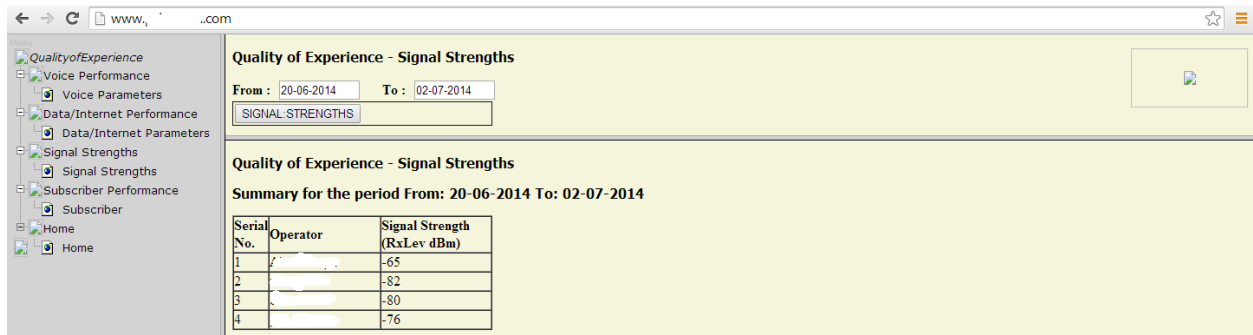 www. .com
Menu
QualityofExperience
Voice Performance
Voice Parameters
Data/Internet Performance
Data/Internet Parameters
Signal Strengths
Signal Strengths
Subscriber Performance
Subscriber
Home
Home
Quality of Experience - Signal Strengths
From : 20-06-2014 To : 02-07-2014
SIGNAL:STRENGTHS
Quality of Experience - Signal Strengths
Summary for the period From: 20-06-2014 To: 02-07-2014
Serial No. Operator Signal Strength (RxLev dBm)
1 -65
2 -82
3 -80
4 -76